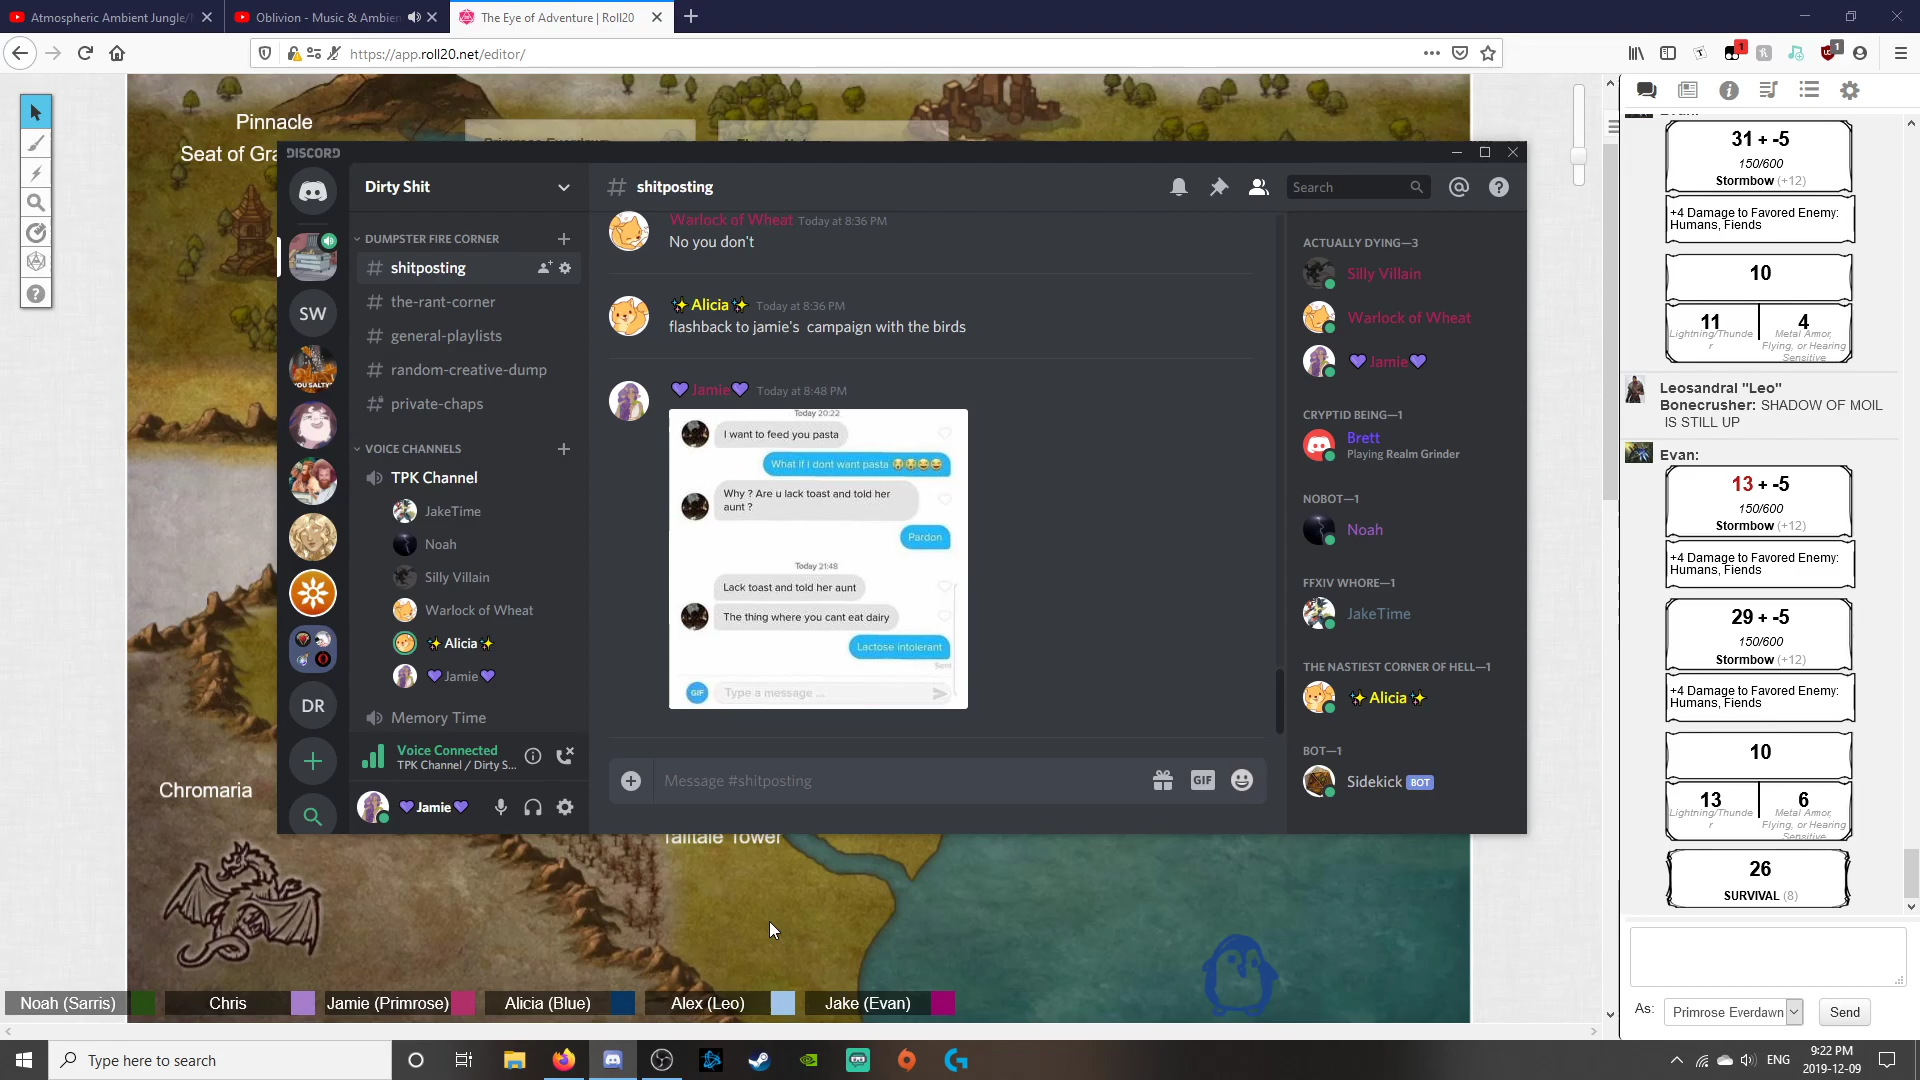 Atmospheric Ambient Jungle/
Oblivion - Music & Ambien
The Eye of Adventure | Roll20
https://app.roll20.net/editor/
Pinnacle
Seat of Gra
DISCORD
Dirty Shit
# shitposting
Search
DUMPSTER FIRE CORNER
# shitposting
# the-rant-corner
# general-playlists
# random-creative-dump
# private-chaps
VOICE CHANNELS
TPK Channel
JakeTime
Noah
Silly Villain
Warlock of Wheat
✨Alicia✨
💜Jamie💜
Memory Time
Voice Connected
TPK Channel / Dirty S...
💜Jamie💜
SW
YOU SALTY
DR
Warlock of Wheat Today at 8:36 PM
No you don't
✨Alicia✨ Today at 8:36 PM
flashback to jamie's campaign with the birds
💜Jamie💜 Today at 8:48 PM
Today 20:22
I want to feed you pasta
What if I dont want pasta
Why ? Are u lack toast and told her
aunt ?
Pardon
Today 21:48
Lack toast and told her aunt
The thing where you cant eat dairy
Lactose intolerant
Sent
GIF Type a message ...
Message #shitposting
GIF
ACTUALLY DYING—3
Silly Villain
Warlock of Wheat
💜Jamie💜
CRYPTID BEING—1
Brett
Playing Realm Grinder
NOBOT—1
Noah
FFXIV WHORE—1
JakeTime
THE NASTIEST CORNER OF HELL—1
✨Alicia✨
BOT—1
Sidekick BOT
Chromaria
Talltale Tower
Noah (Sarris)
Chris
Jamie (Primrose)
Alicia (Blue)
Alex (Leo)
Jake (Evan)
31 + -5
150/600
Stormbow (+12)
+4 Damage to Favored Enemy:
Humans, Fiends
10
11
Lightning/Thunde
r
4
Metal Armor,
Flying, or Hearing
Sensitive
Leosandral "Leo"
Bonecrusher: SHADOW OF MOIL
IS STILL UP
Evan:
13 + -5
150/600
Stormbow (+12)
+4 Damage to Favored Enemy:
Humans, Fiends
29 + -5
150/600
Stormbow (+12)
+4 Damage to Favored Enemy:
Humans, Fiends
10
13
Lightning/Thunde
r
6
Metal Armor,
Flying, or Hearing
Sensitive
26
SURVIVAL (8)
As: Primrose Everdawn
Send
Type here to search
ENG
9:22 PM
2019-12-09